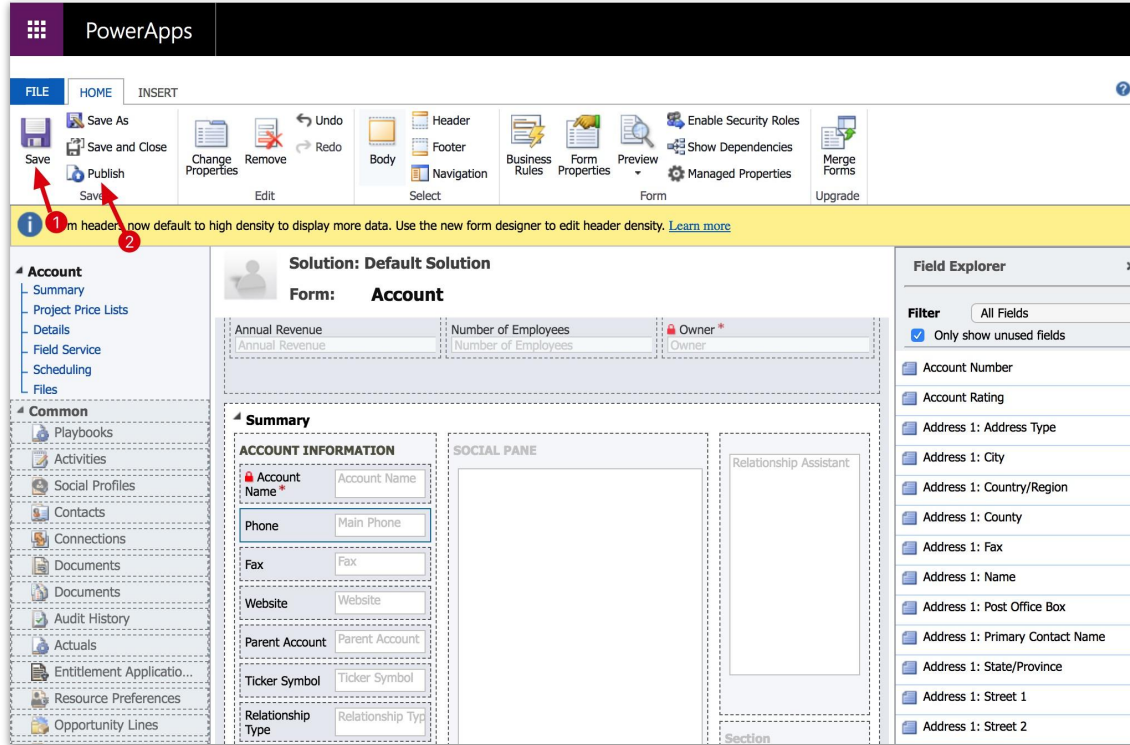 PowerApps
FILE HOME INSERT
Save
Save As
Save and Close
Publish
Save
Change Properties
Remove
Undo
Redo
Edit
Body
Header
Footer
Navigation
Select
Business Rules
Form Properties
Preview
Enable Security Roles
Show Dependencies
Managed Properties
Form
Merge Forms
Upgrade
1
2
headers now default to high density to display more data. Use the new form designer to edit header density. Learn more
Account
Summary
Project Price Lists
Details
Field Service
Scheduling
Files
Common
Playbooks
Activities
Social Profiles
Contacts
Connections
Documents
Documents
Audit History
Actuals
Entitlement Applicatio...
Resource Preferences
Opportunity Lines
Solution: Default Solution
Form: Account
Annual Revenue
Annual Revenue
Number of Employees
Number of Employees
Owner *
Owner
Summary
ACCOUNT INFORMATION
Account Name *
Account Name
Phone
Main Phone
Fax
Fax
Website
Website
Parent Account
Parent Account
Ticker Symbol
Ticker Symbol
Relationship Type
Relationship Typ
SOCIAL PANE
Relationship Assistant
Section
Field Explorer
Filter
All Fields
Only show unused fields
Account Number
Account Rating
Address 1: Address Type
Address 1: City
Address 1: Country/Region
Address 1: County
Address 1: Fax
Address 1: Name
Address 1: Post Office Box
Address 1: Primary Contact Name
Address 1: State/Province
Address 1: Street 1
Address 1: Street 2